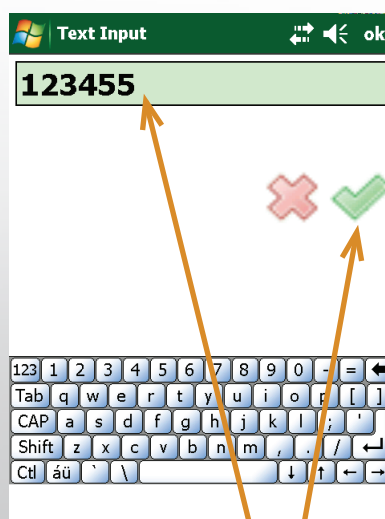 Text Input ok
123455
123 1 2 3 4 5 6 7 8 9 0 - =
Tab q w e r t y u i o p [ ]
CAP a s d f g h j k l ; '
Shift z x c v b n m , . /
Ctl áü ` \